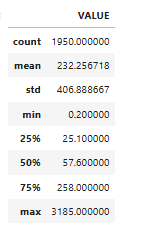 VALUE
count 1950.000000
mean 232.256718
std 406.888667
min 0.200000
25% 25.100000
50% 57.600000
75% 258.000000
max 3185.000000